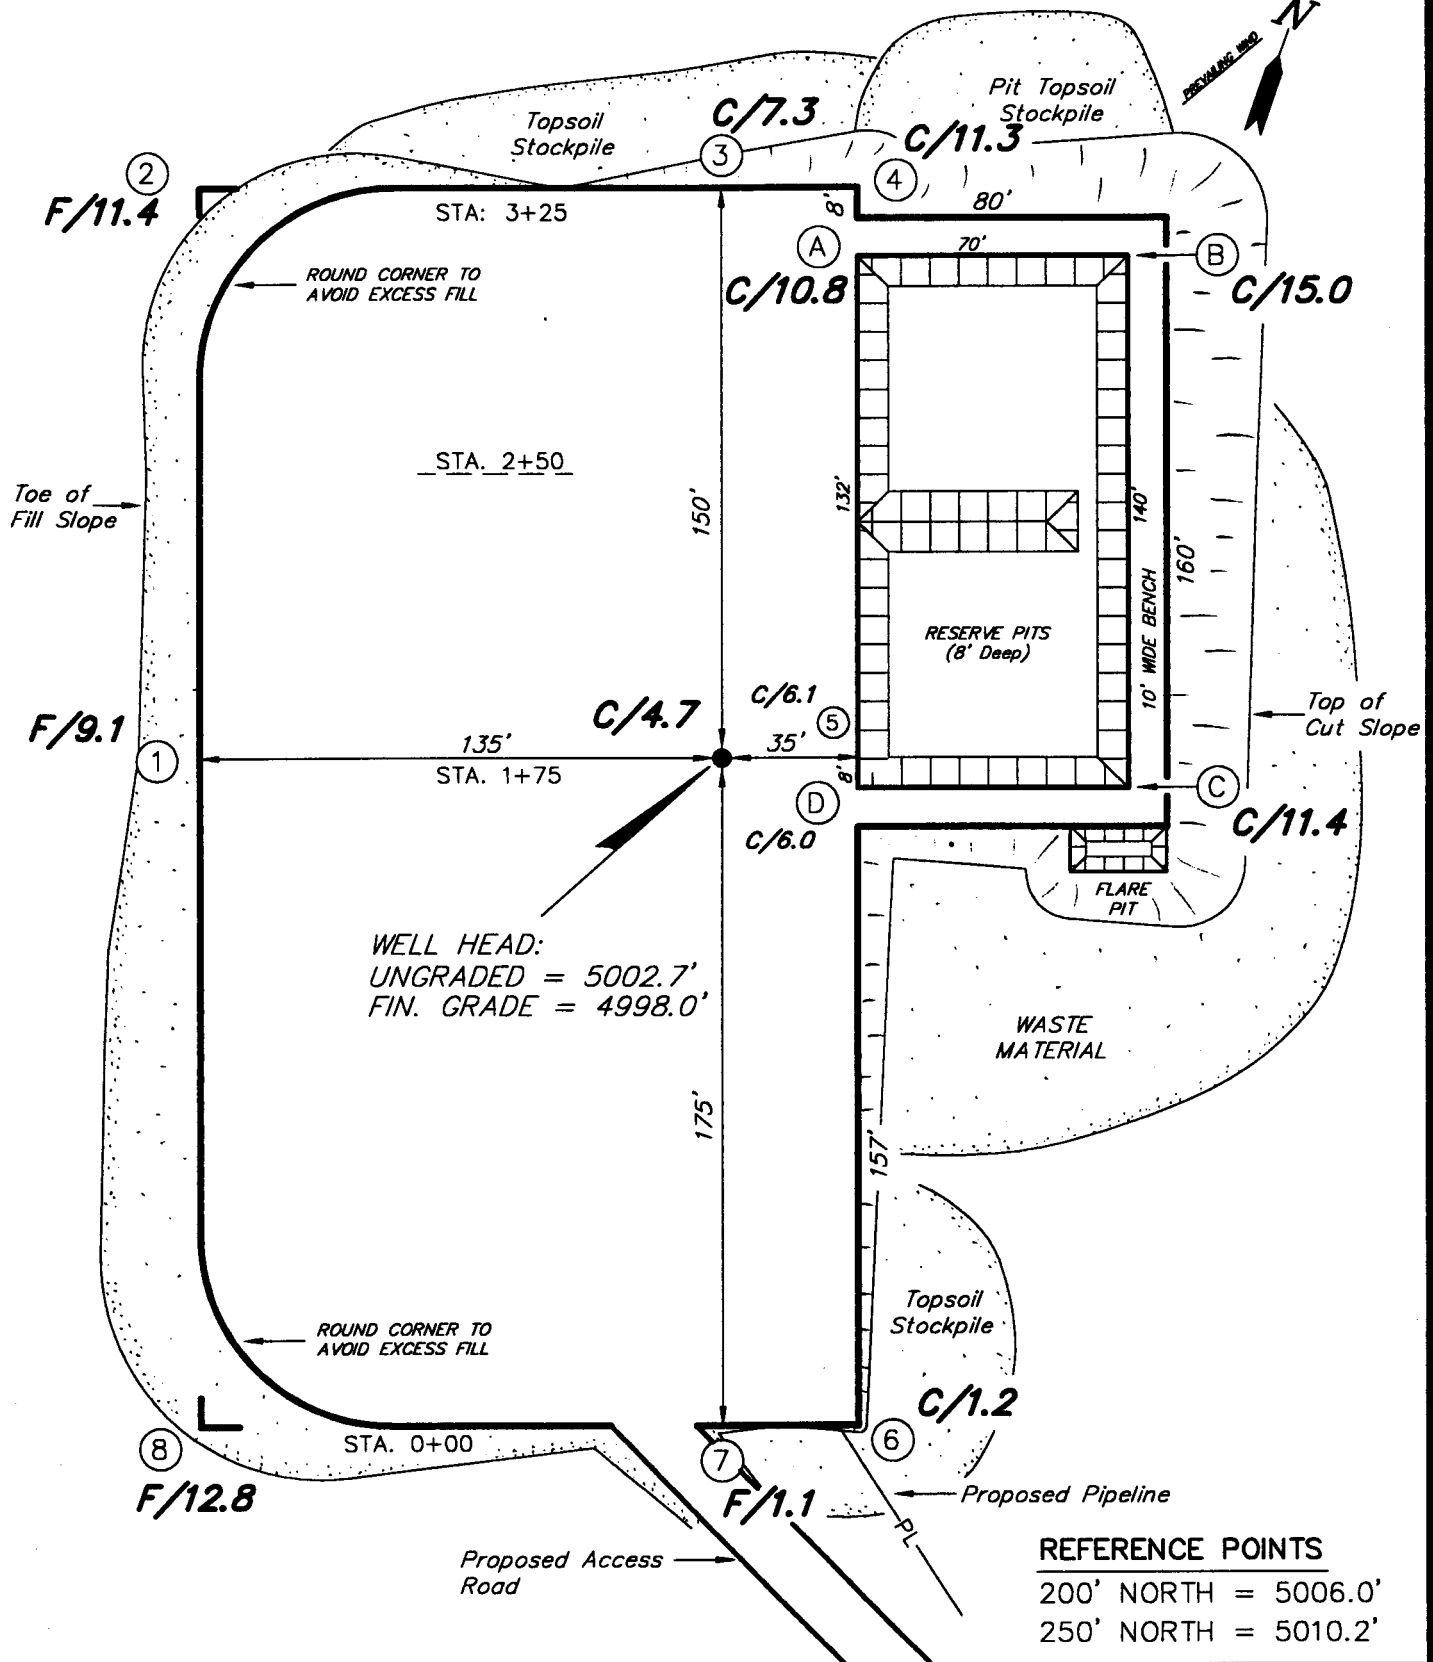 N
PREVAILING WIND
Pit Topsoil
Stockpile
Topsoil
Stockpile
C/7.3
3
C/11.3
4
2
F/11.4
STA: 3+25
8'
80'
A
70'
B
C/10.8
C/15.0
ROUND CORNER TO
AVOID EXCESS FILL
STA. 2+50
Toe of
Fill Slope
150'
132'
140'
160'
10' WIDE BENCH
RESERVE PITS
(8' Deep)
C/6.1
5
C/4.7
F/9.1
1
135'
35'
STA. 1+75
8'
Top of
Cut Slope
D
C/6.0
C
C/11.4
FLARE
PIT
WELL HEAD:
UNGRADED = 5002.7'
FIN. GRADE = 4998.0'
WASTE
MATERIAL
175'
157'
Topsoil
Stockpile
ROUND CORNER TO
AVOID EXCESS FILL
C/1.2
6
8
STA. 0+00
7
F/12.8
F/1.1
Proposed Pipeline
PL
Proposed Access
Road
REFERENCE POINTS
200' NORTH = 5006.0'
250' NORTH = 5010.2'